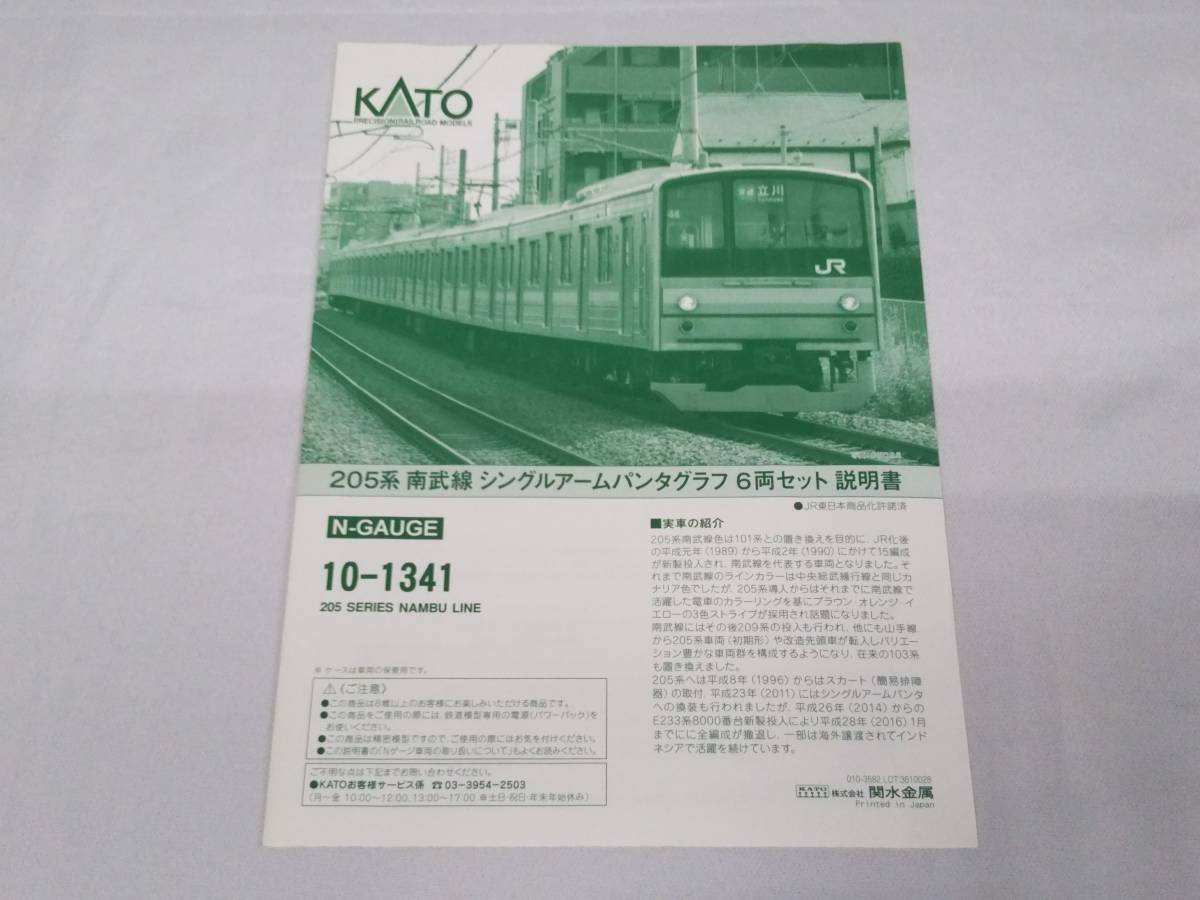 KATO
PRECISION RAILROAD MODELS
普通 立川
44
JR
205系 南武線 シングルアームパンタグラフ 6両セット 説明書
●JR東日本商品化許諾済
N-GAUGE
10-1341
205 SERIES NAMBU LINE
※ ケースは車両の保管用です。
⚠《ご注意》
●この商品は8歳以上のお客様にお楽しみいただける商品です。
●この商品をご使用の際には、鉄道模型専用の電源(パワーパック)を
お使いください。
●この商品は精密模型ですので、ご使用の際にはお気を付けください。
●この説明書の「Nゲージ車両の取り扱いについて」もよくお読みください。
ご不明な点は下記までお問い合わせください。
●KATOお客様サービス係 ☎03-3954-2503
(月~金 10:00~12:00, 13:00~17:00 ※土日・祝日・年末年始休み)
■実車の紹介
205系南武線色は101系との置き換えを目的に、JR化後
の平成元年(1989)から平成2年(1990)にかけて15編成
が新製投入され、南武線を代表する車両となりました。そ
れまで南武線のラインカラーは中央総武緩行線と同じカ
ナリア色でしたが、205系導入からはそれまでに南武線で
活躍した電車のカラーリングを基にブラウン・オレンジ・イ
エローの3色ストライプが採用され話題になりました。
南武線にはその後209系の投入も行われ、他にも山手線
から205系車両(初期形)や改造先頭車が転入しバリエー
ション豊かな車両群を構成するようになり、在来の103系
も置き換えました。
205系へは平成8年(1996)からはスカート(簡易排障
器)の取付、平成23年(2011)にはシングルアームパンタ
への換装も行われましたが、平成26年(2014)からの
E233系8000番台新製投入により平成28年(2016)1月
までにに全編成が撤退し、一部は海外譲渡されてインド
ネシアで活躍を続けています。
010-3582 LOT:3610028
KATO 株式会社 関水金属
Printed in Japan